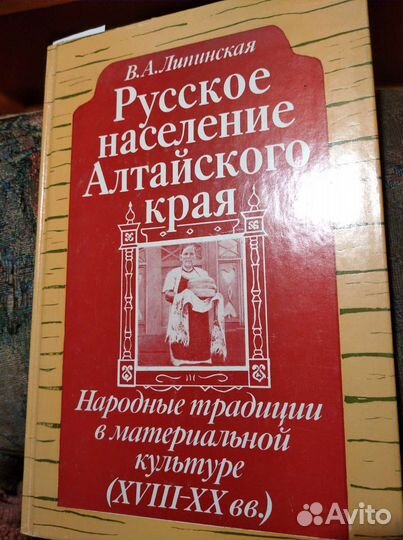 В.А.Липинская
Русское
население
Алтайского
края
Народные традиции
в материальной
культуре
(XVIII–XX вв.)
Avito